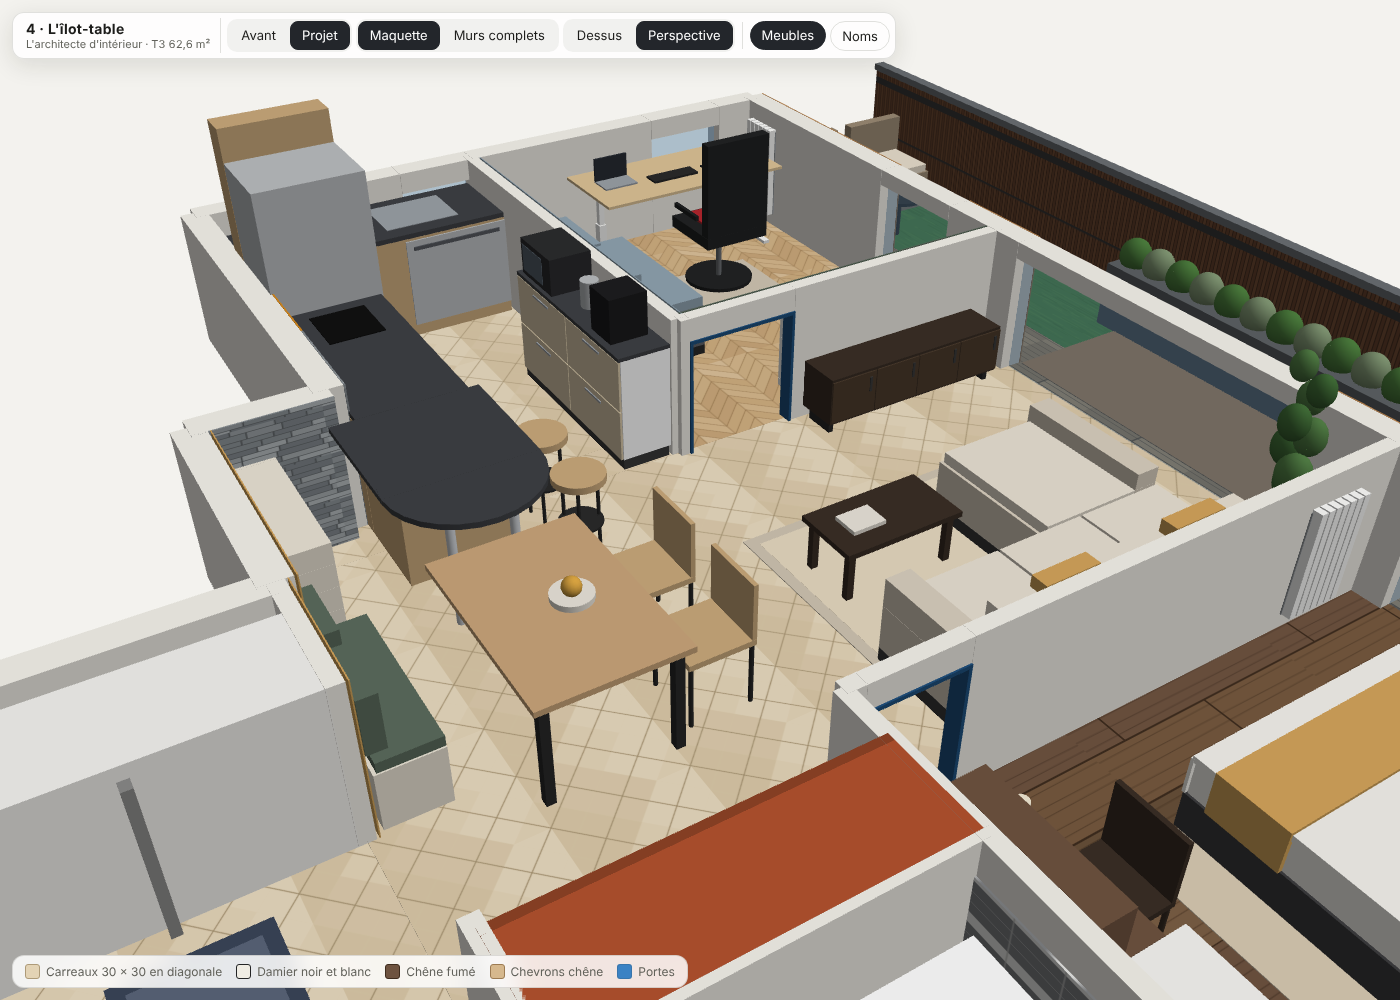 4 · L'îlot-table
L'architecte d'intérieur · T3 62,6 m²
Avant
Projet
Maquette
Murs complets
Dessus
Perspective
Meubles
Noms
Carreaux 30 × 30 en diagonale
Damier noir et blanc
Chêne fumé
Chevrons chêne
Portes